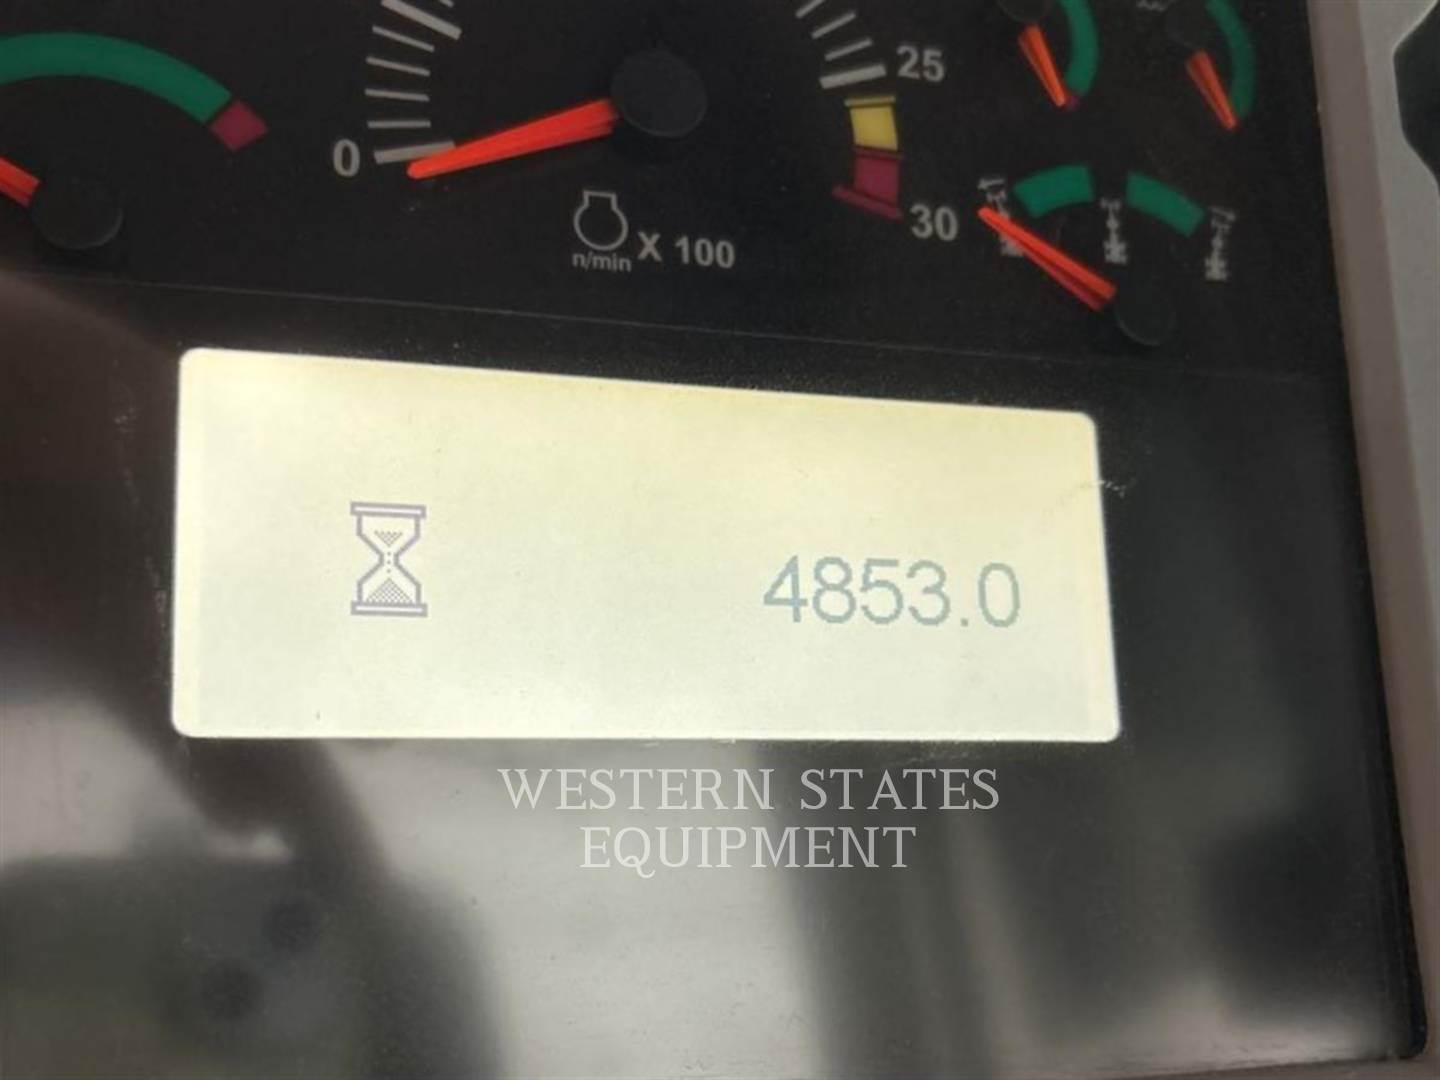 25
0
30
X 100
n/min
4853.0
WESTERN STATES
EQUIPMENT